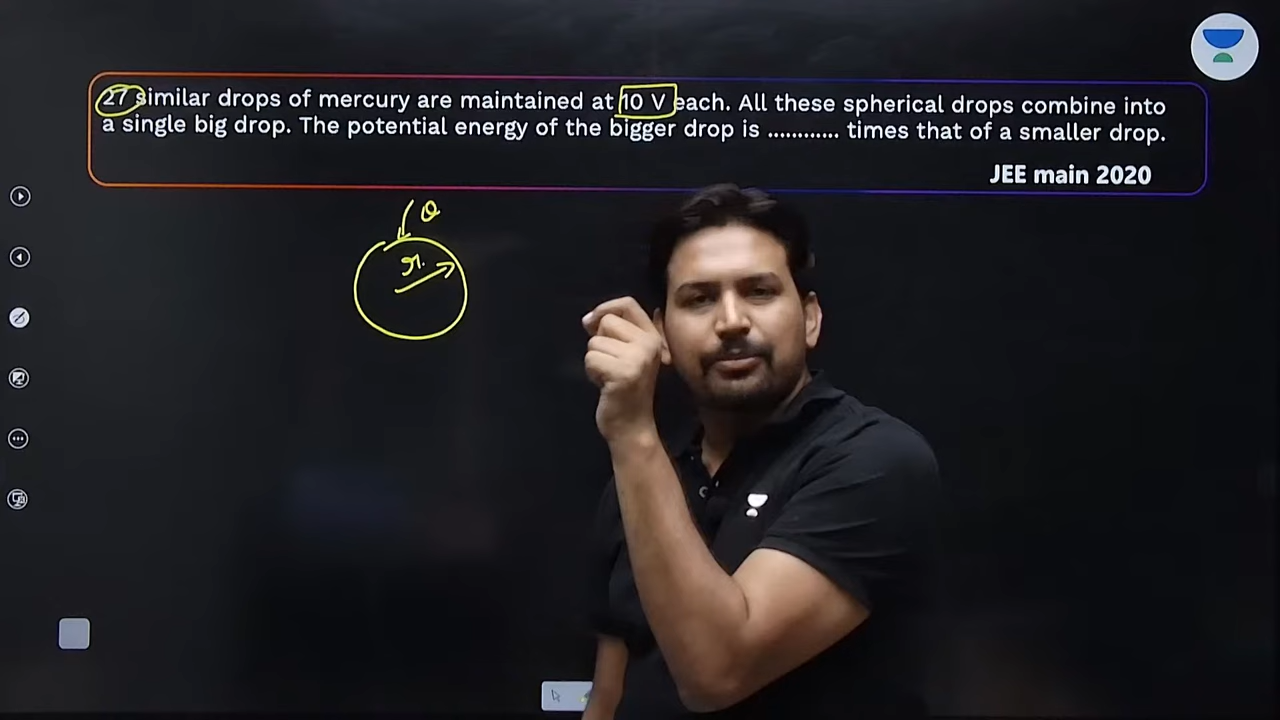 27 similar drops of mercury are maintained at 10 V each. All these spherical drops combine into
a single big drop. The potential energy of the bigger drop is ............ times that of a smaller drop.
JEE main 2020
Q
r